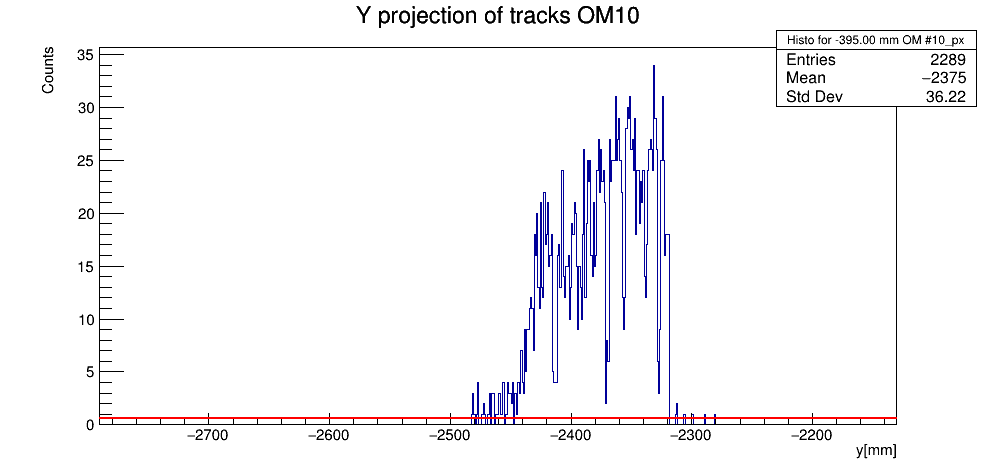 Y projection of tracks OM10
Histo for -395.00 mm OM #10_px
Entries 2289
Mean −2375
Std Dev 36.22
Counts
35
30
25
20
15
10
5
0
−2700 −2600 −2500 −2400 −2300 −2200
y[mm]